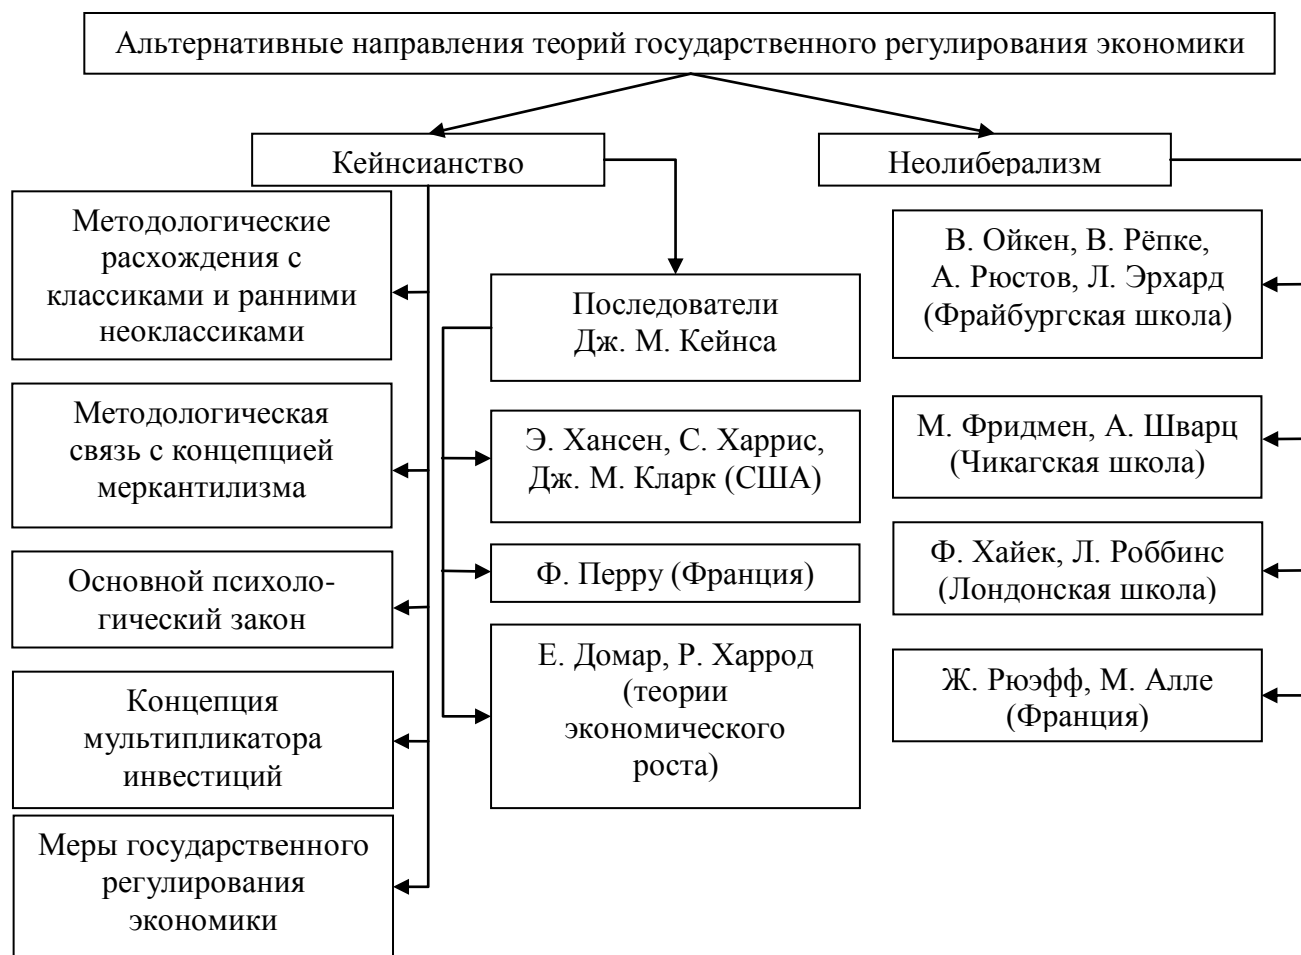 Альтернативные направления теорий государственного регулирования экономики
Кейнсианство
Неолиберализм
Методологические
расхождения с
классиками и ранними
неоклассиками
Методологическая
связь с концепцией
меркантилизма
Основной психоло-
гический закон
Концепция
мультипликатора
инвестиций
Меры государственного
регулирования
экономики
Последователи
Дж. М. Кейнса
Э. Хансен, С. Харрис,
Дж. М. Кларк (США)
Ф. Перру (Франция)
Е. Домар, Р. Харрод
(теории
экономического
роста)
В. Ойкен, В. Рёпке,
А. Рюстов, Л. Эрхард
(Фрайбургская школа)
М. Фридмен, А. Шварц
(Чикагская школа)
Ф. Хайек, Л. Роббинс
(Лондонская школа)
Ж. Рюэфф, М. Алле
(Франция)